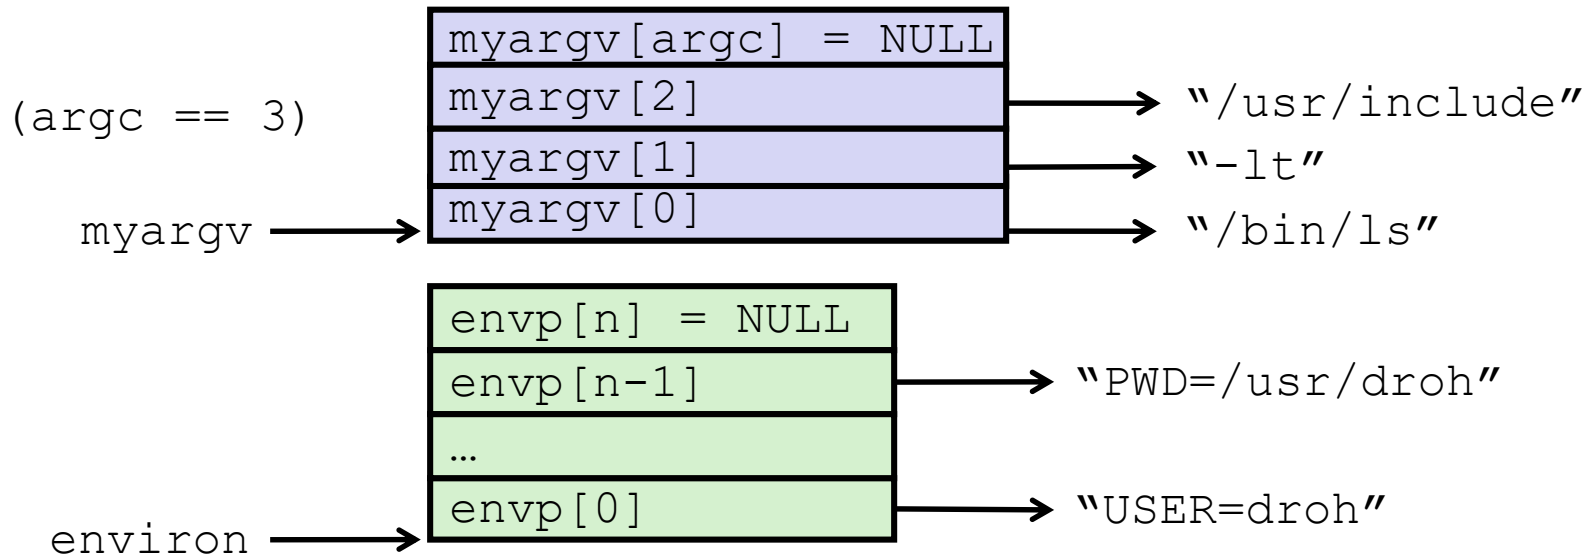 myargv[argc] = NULL
(argc == 3)
myargv[2]
“/usr/include”
myargv[1]
“-lt”
myargv
myargv[0]
“/bin/ls”
envp[n] = NULL
envp[n-1]
“PWD=/usr/droh”
…
environ
envp[0]
“USER=droh”